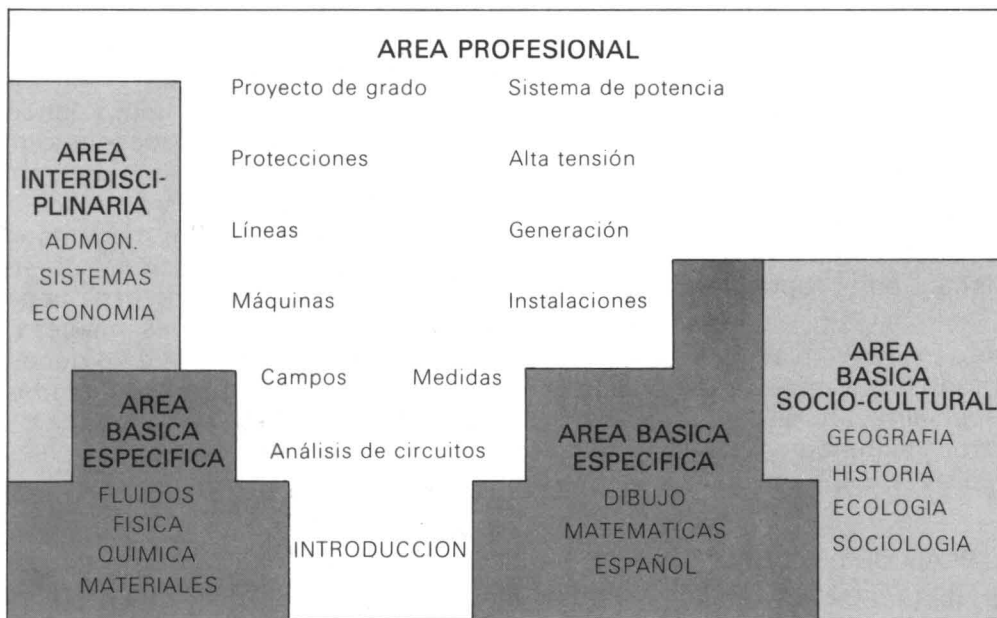 AREA PROFESIONAL
Proyecto de grado
Sistema de potencia
Protecciones
Alta tensión
Líneas
Generación
Máquinas
Instalaciones
Campos
Medidas
Análisis de circuitos
INTRODUCCION
AREA
INTERDISCI-
PLINARIA
ADMON.
SISTEMAS
ECONOMIA
AREA
BASICA
ESPECIFICA
FLUIDOS
FISICA
QUIMICA
MATERIALES
AREA BASICA
ESPECIFICA
DIBUJO
MATEMATICAS
ESPAÑOL
AREA
BASICA
SOCIO-CULTURAL
GEOGRAFIA
HISTORIA
ECOLOGIA
SOCIOLOGIA